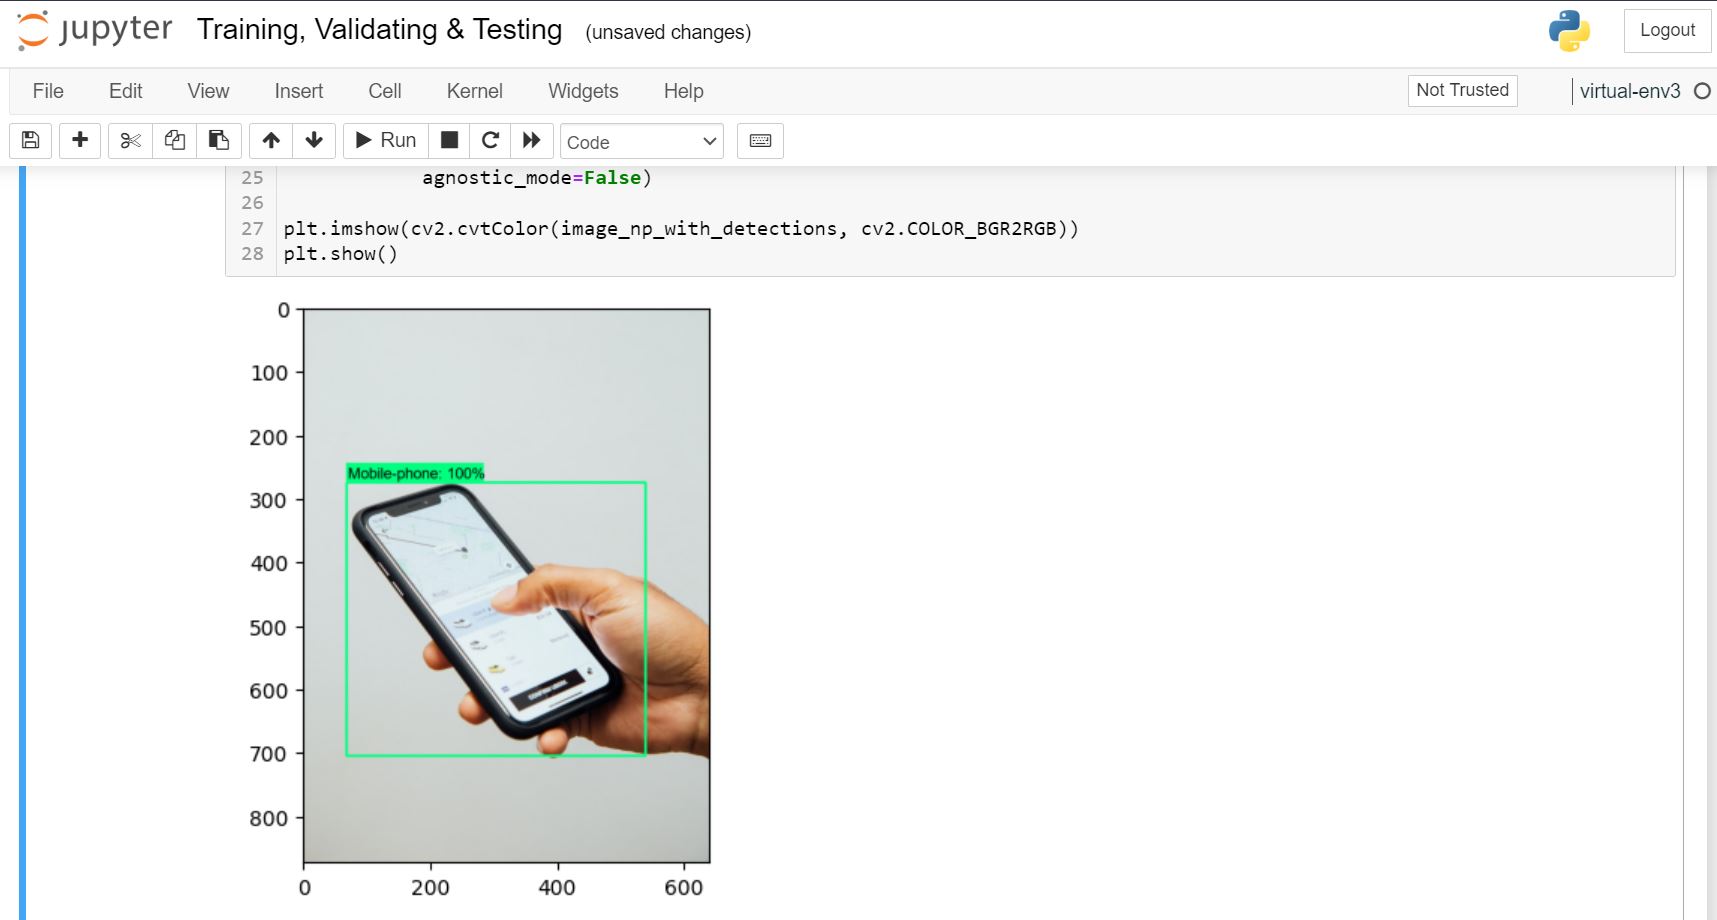 jupyter Training, Validating & Testing (unsaved changes) Logout
File Edit View Insert Cell Kernel Widgets Help Not Trusted virtual-env3
Run Code
25 agnostic_mode=False)
26
27 plt.imshow(cv2.cvtColor(image_np_with_detections, cv2.COLOR_BGR2RGB))
28 plt.show()
0
100
200
Mobile-phone: 100%
300
400
500
600
700
800
0 200 400 600